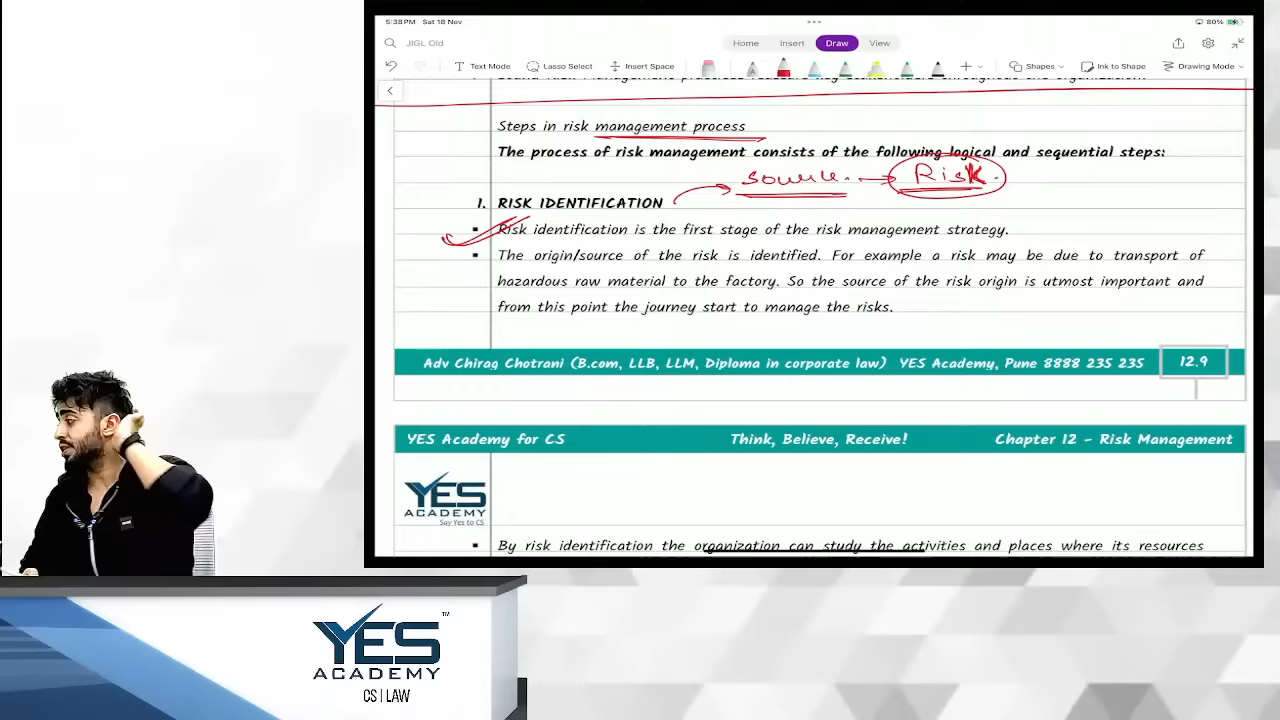 5:38PM Sat 18 Nov
80%
JIGL Old
Home Insert Draw View
Text Mode Lasso Select Insert Space Shapes Ink to Shape Drawing Mode
Steps in risk management process
The process of risk management consists of the following logical and sequential steps:
source → Risk.
1. RISK IDENTIFICATION
▪ Risk identification is the first stage of the risk management strategy.
▪ The origin/source of the risk is identified. For example a risk may be due to transport of
hazardous raw material to the factory. So the source of the risk origin is utmost important and
from this point the journey start to manage the risks.
Adv Chirag Chotrani (B.com, LLB, LLM, Diploma in corporate law) YES Academy, Pune 8888 235 235 12.9
YES Academy for CS Think, Believe, Receive! Chapter 12 - Risk Management
YES
ACADEMY
Say Yes to CS
▪ By risk identification the organization can study the activities and places where its resources
YES™
ACADEMY
CS | LAW